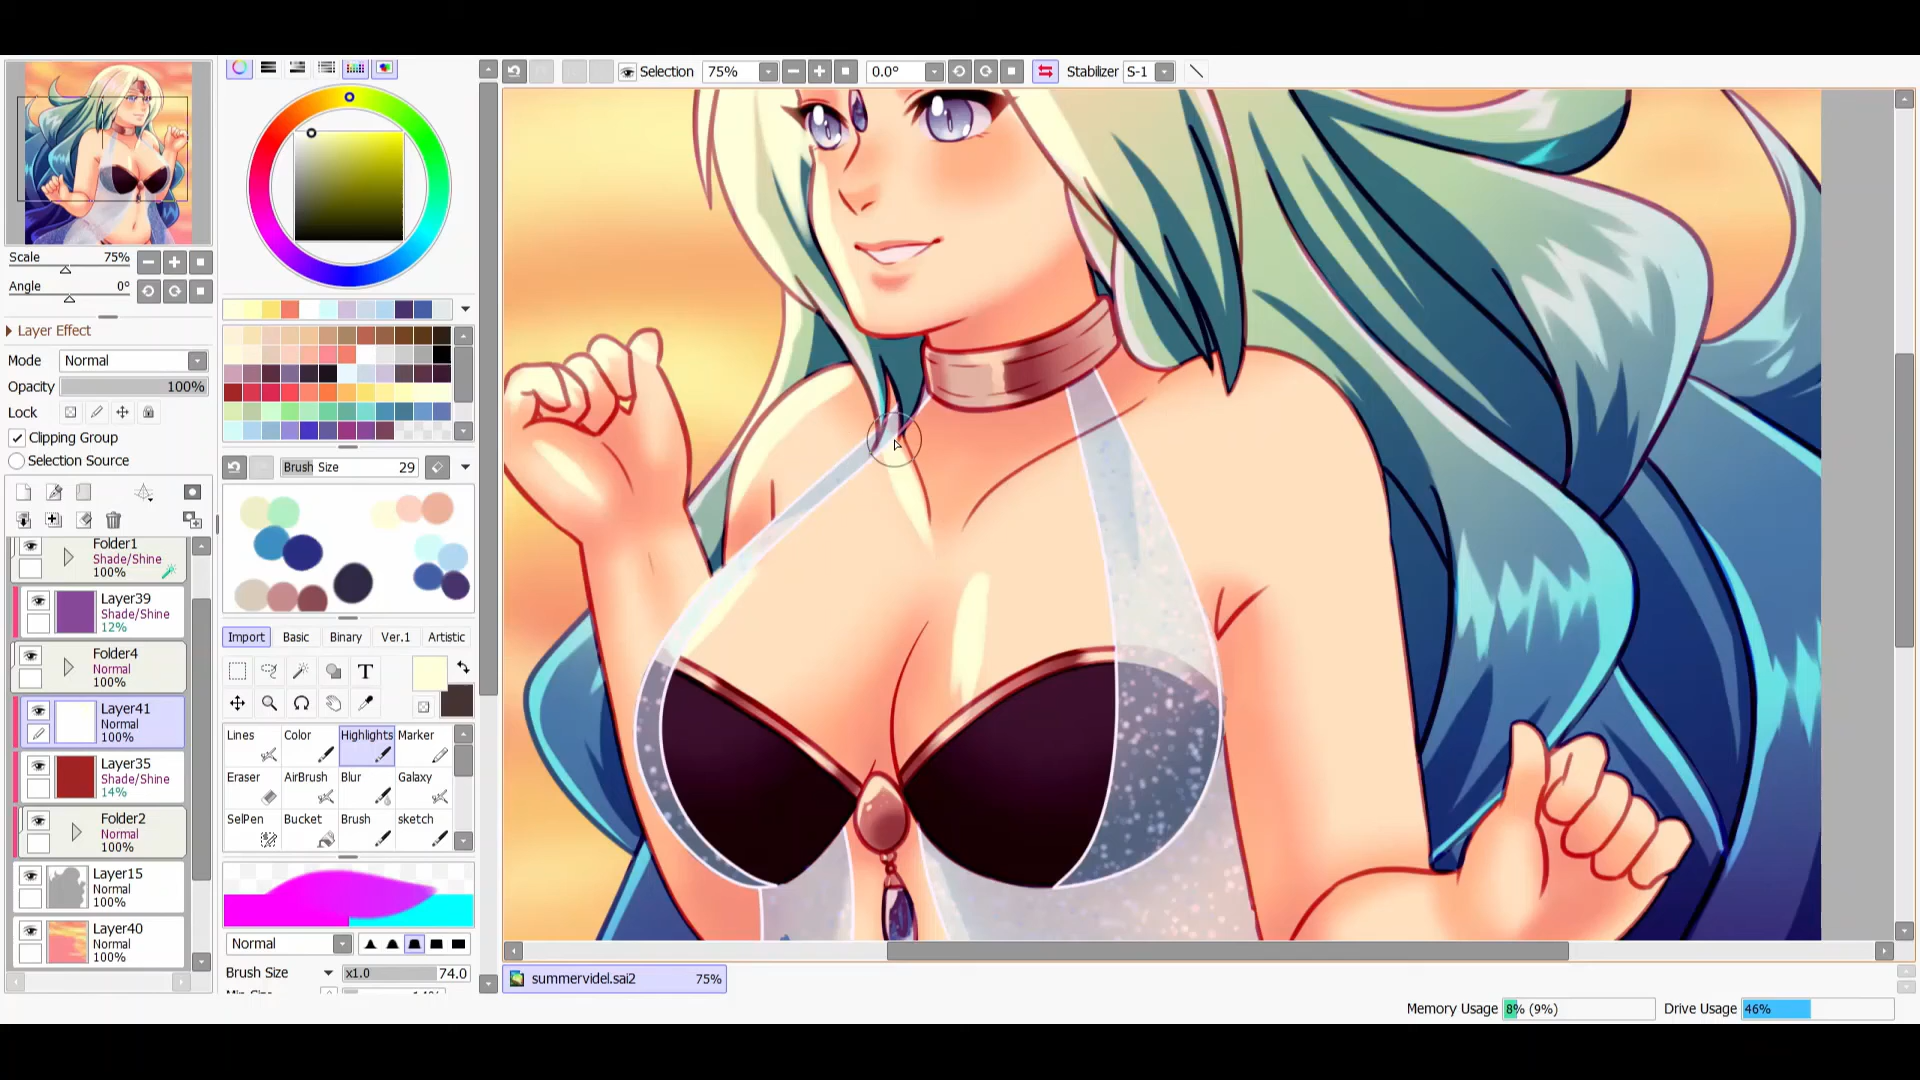 Selection 75% 0.0° Stabilizer S-1
Scale 75%
Angle 0°
Layer Effect
Mode Normal
Opacity 100%
Lock
Clipping Group
Selection Source
Folder1
Shade/Shine
100%
Layer39
Shade/Shine
12%
Folder4
Normal
100%
Layer41
Normal
100%
Layer35
Shade/Shine
14%
Folder2
Normal
100%
Layer15
Normal
100%
Layer40
Normal
100%
Brush Size 29
Import Basic Binary Ver.1 Artistic
T
Lines Color Highlights Marker
Eraser AirBrush Blur Galaxy
SelPen Bucket Brush sketch
Normal
Brush Size x1.0 74.0
summervidel.sai2 75%
Memory Usage 8% (9%) Drive Usage 46%